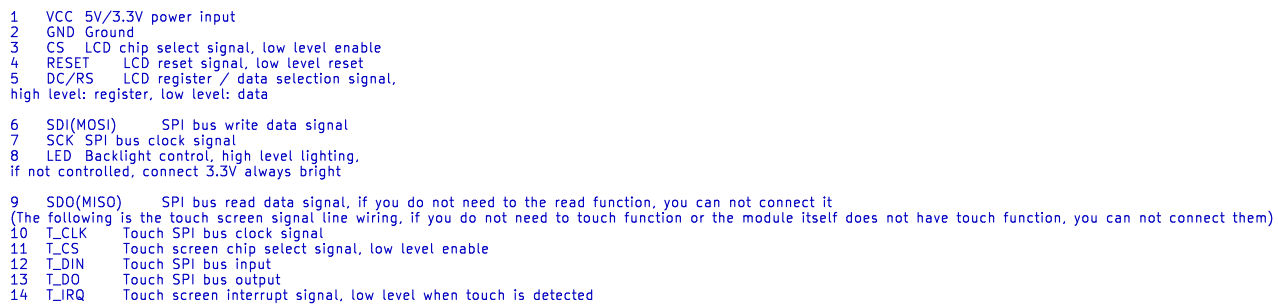 1 VCC 5V/3.3V power input
2 GND Ground
3 CS LCD chip select signal, low level enable
4 RESET LCD reset signal, low level reset
5 DC/RS LCD register / data selection signal,
high level: register, low level: data
6 SDI(MOSI) SPI bus write data signal
7 SCK SPI bus clock signal
8 LED Backlight control, high level lighting,
if not controlled, connect 3.3V always bright
9 SDO(MISO) SPI bus read data signal, if you do not need to the read function, you can not connect it
(The following is the touch screen signal line wiring, if you do not need to touch function or the module itself does not have touch function, you can not connect them)
10 T_CLK Touch SPI bus clock signal
11 T_CS Touch screen chip select signal, low level enable
12 T_DIN Touch SPI bus input
13 T_DO Touch SPI bus output
14 T_IRQ Touch screen interrupt signal, low level when touch is detected